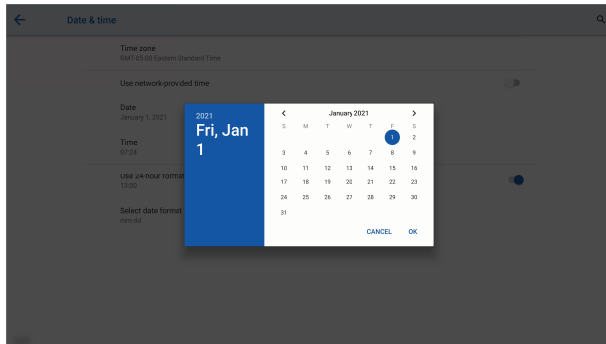 Date & time
Time zone
GMT-05:00 Eastern Standard Time
Use network-provided time
Date
January 1, 2021
Time
07:24
Use 24-hour format
13:00
Select date format
mm-dd
2021
Fri, Jan
1
January 2021
S M T W T F S
1 2
3 4 5 6 7 8 9
10 11 12 13 14 15 16
17 18 19 20 21 22 23
24 25 26 27 28 29 30
31
CANCEL OK